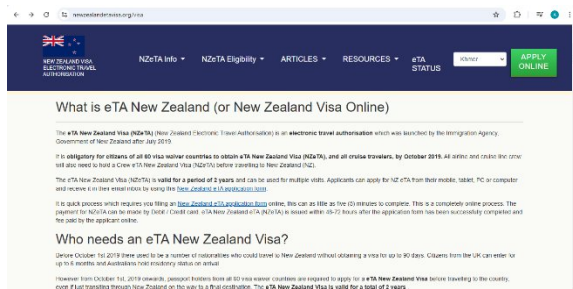 newzealandetavisa.org/visa
NEW ZEALAND VISA
ELECTRONIC TRAVEL
AUTHORISATION
NZeTA Info
NZeTA Eligibility
ARTICLES
RESOURCES
eTA
STATUS
Khmer
APPLY
ONLINE
What is eTA New Zealand (or New Zealand Visa Online)
The eTA New Zealand Visa (NZeTA) (New Zealand Electronic Travel Authorisation) is an electronic travel authorisation which was launched by the Immigration Agency,
Government of New Zealand after July 2019.
It is obligatory for citizens of all 60 visa waiver countries to obtain eTA New Zealand Visa (NZeTA), and all cruise travelers, by October 2019. All airline and cruise line crew
will also need to hold a Crew eTA New Zealand Visa (NZeTA) before travelling to New Zealand (NZ).
The eTA New Zealand Visa (NZeTA) is valid for a period of 2 years and can be used for multiple visits. Applicants can apply for NZ eTA from their mobile, tablet, PC or computer
and receive it in their email inbox by using this New Zealand eTA application form.
It is quick process which requires you filling an New Zealand eTA application form online, this can as little as five (5) minutes to complete. This is a completely online process. The
payment for NZeTA can be made by Debit / Credit card. eTA New Zealand eTA (NZeTA) is issued within 48-72 hours after the application form has been successfully completed and
fee paid by the applicant online.
Who needs an eTA New Zealand Visa?
Before October 1st 2019 there used to be a number of nationalities who could travel to New Zealand without obtaining a visa for up to 90 days. Citizens from the UK can enter for
up to 6 months and Australians hold residency status on arrival.
However from October 1st, 2019 onwards, passport holders from all 60 visa waiver countries are required to apply for a eTA New Zealand Visa before travelling to the country,
even if just transiting through New Zealand on the way to a final destination. The eTA New Zealand Visa is valid for a total of 2 years